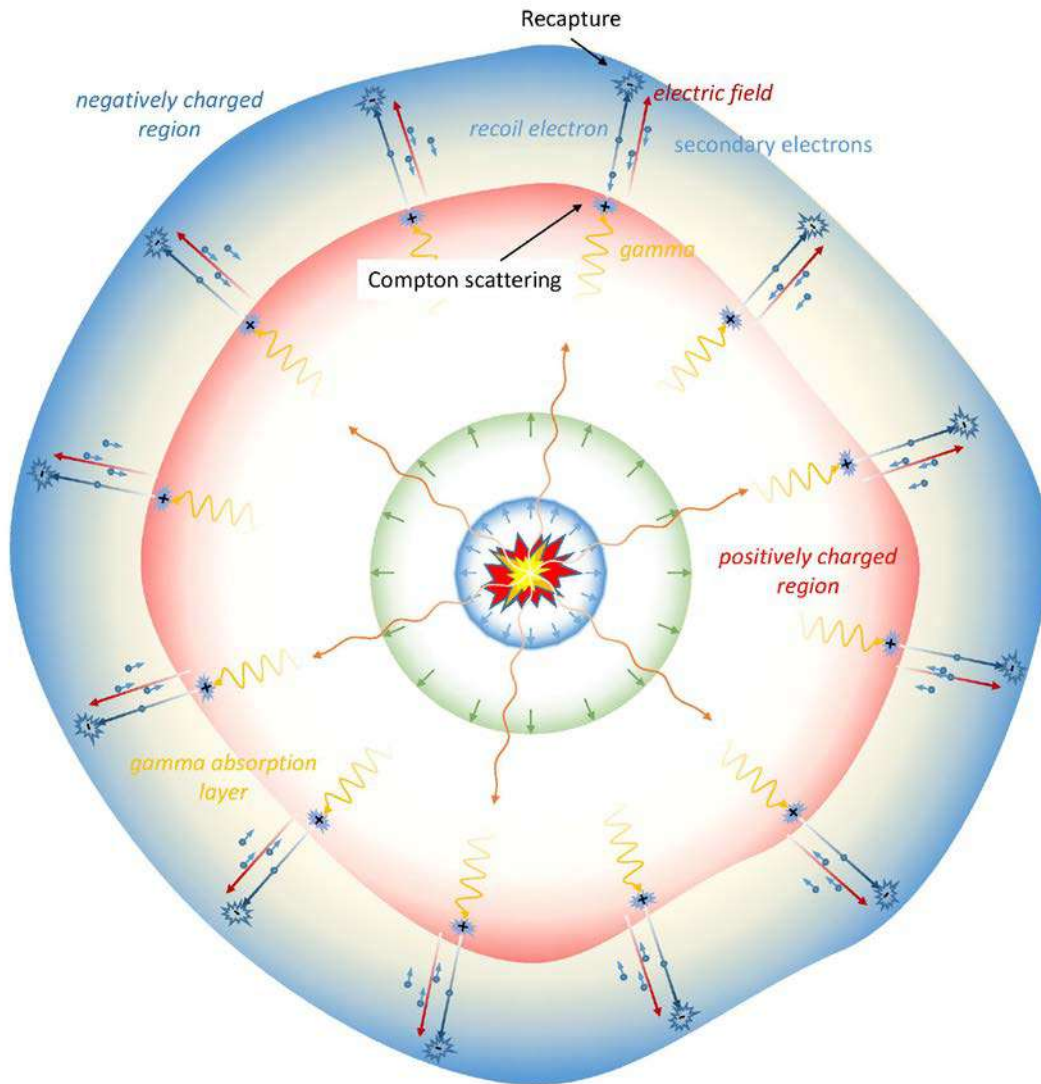 Recapture
negatively charged
region
electric field
recoil electron
secondary electrons
gamma
Compton scattering
positively charged
region
gamma absorption
layer